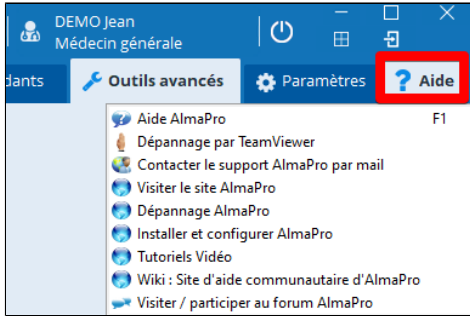 DEMO Jean
Médecin générale
dants Outils avancés Paramètres ? Aide
Aide AlmaPro F1
Dépannage par TeamViewer
Contacter le support AlmaPro par mail
Visiter le site AlmaPro
Dépannage AlmaPro
Installer et configurer AlmaPro
Tutoriels Vidéo
Wiki : Site d'aide communautaire d'AlmaPro
Visiter / participer au forum AlmaPro